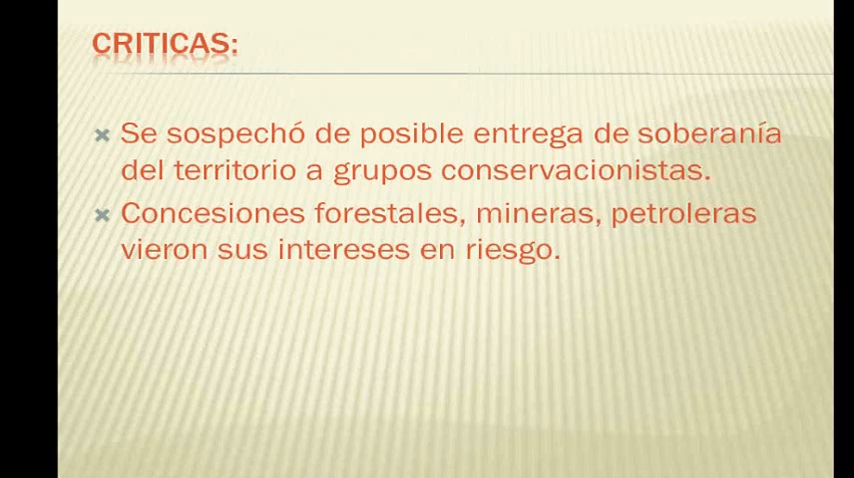 CRITICAS:
Se sospechó de posible entrega de soberanía
del territorio a grupos conservacionistas.
Concesiones forestales, mineras, petroleras
vieron sus intereses en riesgo.